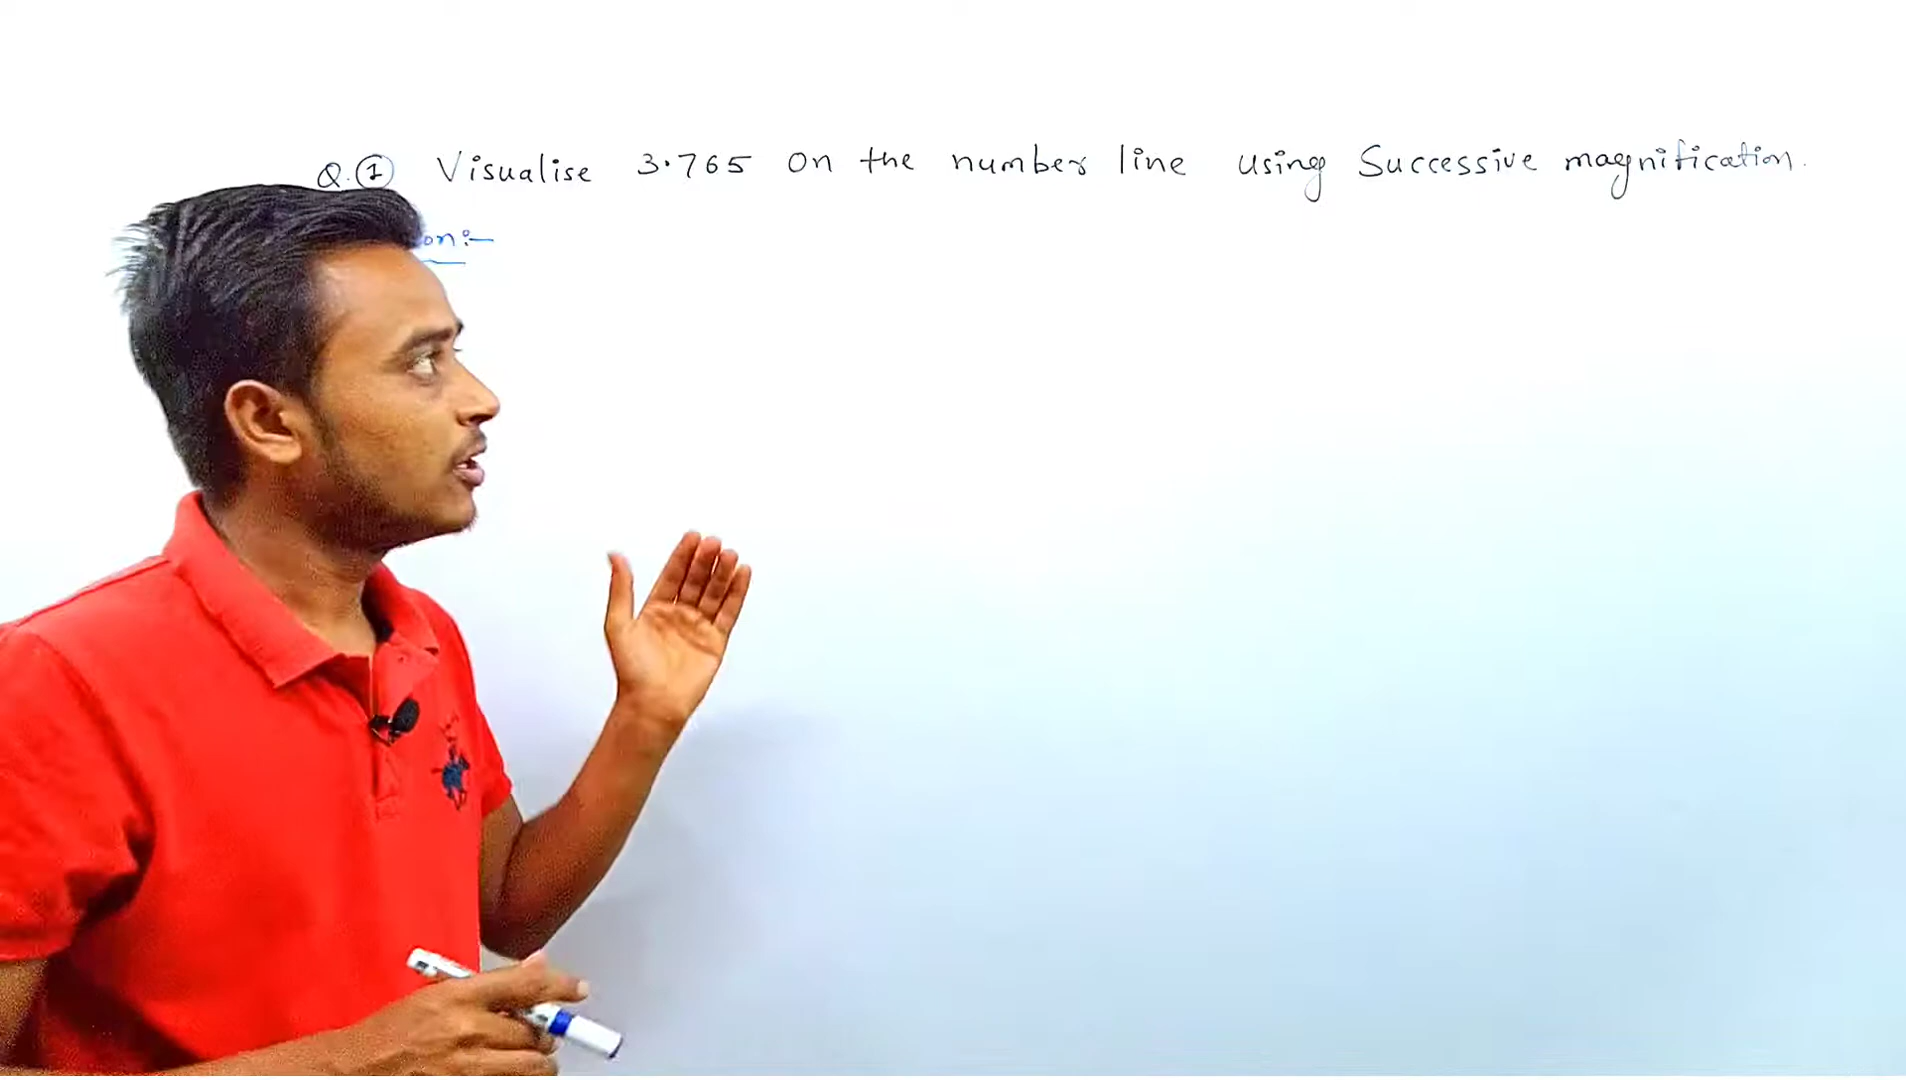 Q.① Visualise 3.765 on the number line using Successive magnification.
on:-